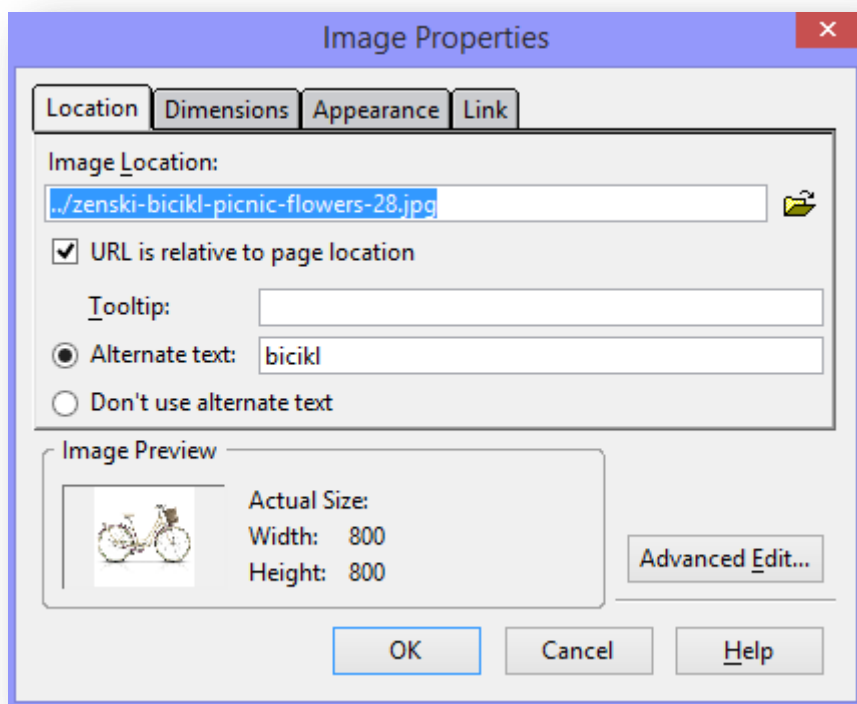 Image Properties
Location Dimensions Appearance Link
Image Location:
../zenski-bicikl-picnic-flowers-28.jpg
URL is relative to page location
Tooltip:
Alternate text: bicikl
Don't use alternate text
Image Preview
Actual Size:
Width: 800
Height: 800
Advanced Edit...
OK Cancel Help